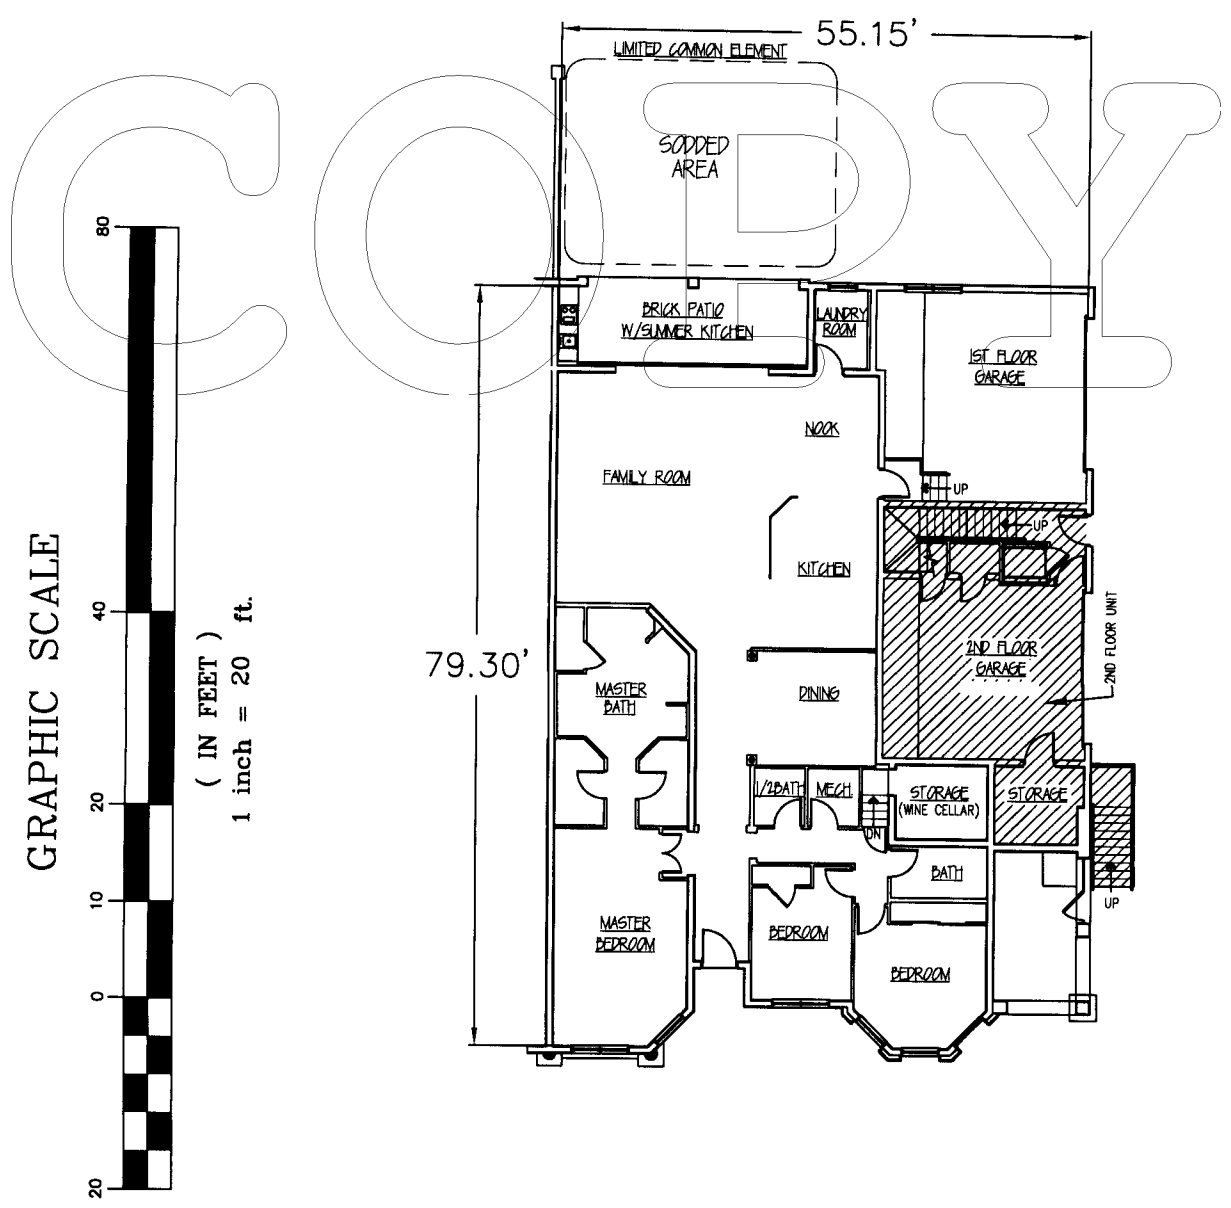 COPY
55.15'
LIMITED COMMON ELEMENT
SODDED
AREA
80
BRICK PATIO
W/SUMMER KITCHEN
LAUNDRY
ROOM
1ST FLOOR
GARAGE
NOOK
FAMILY ROOM
UP
UP
KITCHEN
40
GRAPHIC SCALE
( IN FEET )
1 inch = 20 ft.
79.30'
2ND FLOOR
GARAGE
2ND FLOOR UNIT
MASTER
BATH
DINING
20
1/2BATH
MECH.
STORAGE
(WINE CELLAR)
STORAGE
DN
BATH
UP
10
MASTER
BEDROOM
BEDROOM
BEDROOM
0
20